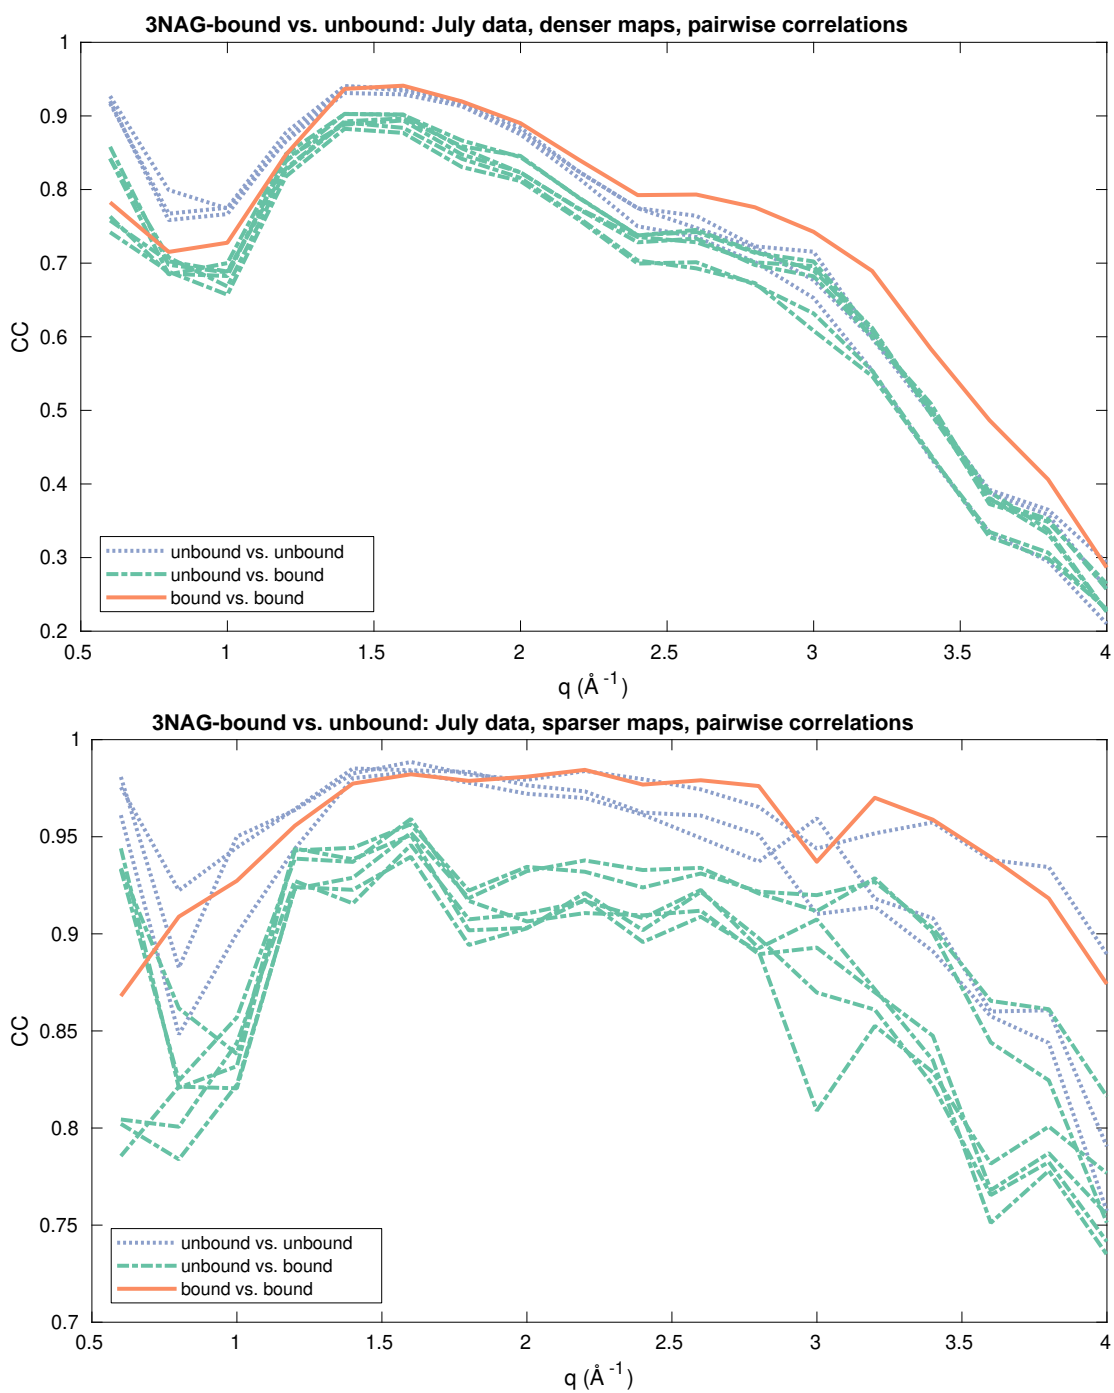 3NAG-bound vs. unbound: July data, denser maps, pairwise correlations
1
0.9
0.8
0.7
0.6
0.5
0.4
0.3
0.2
CC
unbound vs. unbound
unbound vs. bound
bound vs. bound
0.5 1 1.5 2 2.5 3 3.5 4
q (Å⁻¹)
3NAG-bound vs. unbound: July data, sparser maps, pairwise correlations
1
0.95
0.9
0.85
0.8
0.75
0.7
CC
unbound vs. unbound
unbound vs. bound
bound vs. bound
0.5 1 1.5 2 2.5 3 3.5 4
q (Å⁻¹)